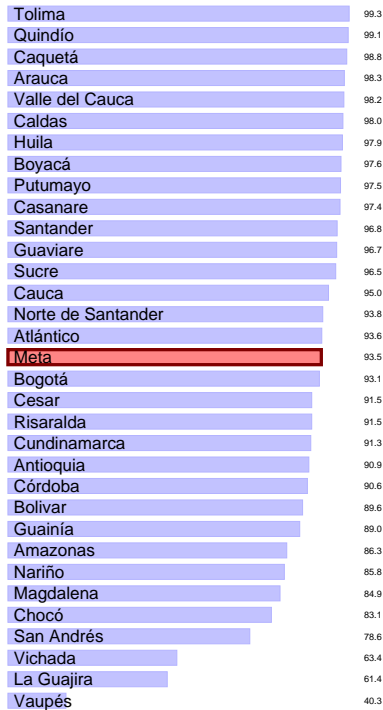 Tolima 99.3
Quindío 99.1
Caquetá 98.8
Arauca 98.3
Valle del Cauca 98.2
Caldas 98.0
Huila 97.9
Boyacá 97.6
Putumayo 97.5
Casanare 97.4
Santander 96.8
Guaviare 96.7
Sucre 96.5
Cauca 95.0
Norte de Santander 93.8
Atlántico 93.6
Meta 93.5
Bogotá 93.1
Cesar 91.5
Risaralda 91.5
Cundinamarca 91.3
Antioquia 90.9
Córdoba 90.6
Bolivar 89.6
Guainía 89.0
Amazonas 86.3
Nariño 85.8
Magdalena 84.9
Chocó 83.1
San Andrés 78.6
Vichada 63.4
La Guajira 61.4
Vaupés 40.3